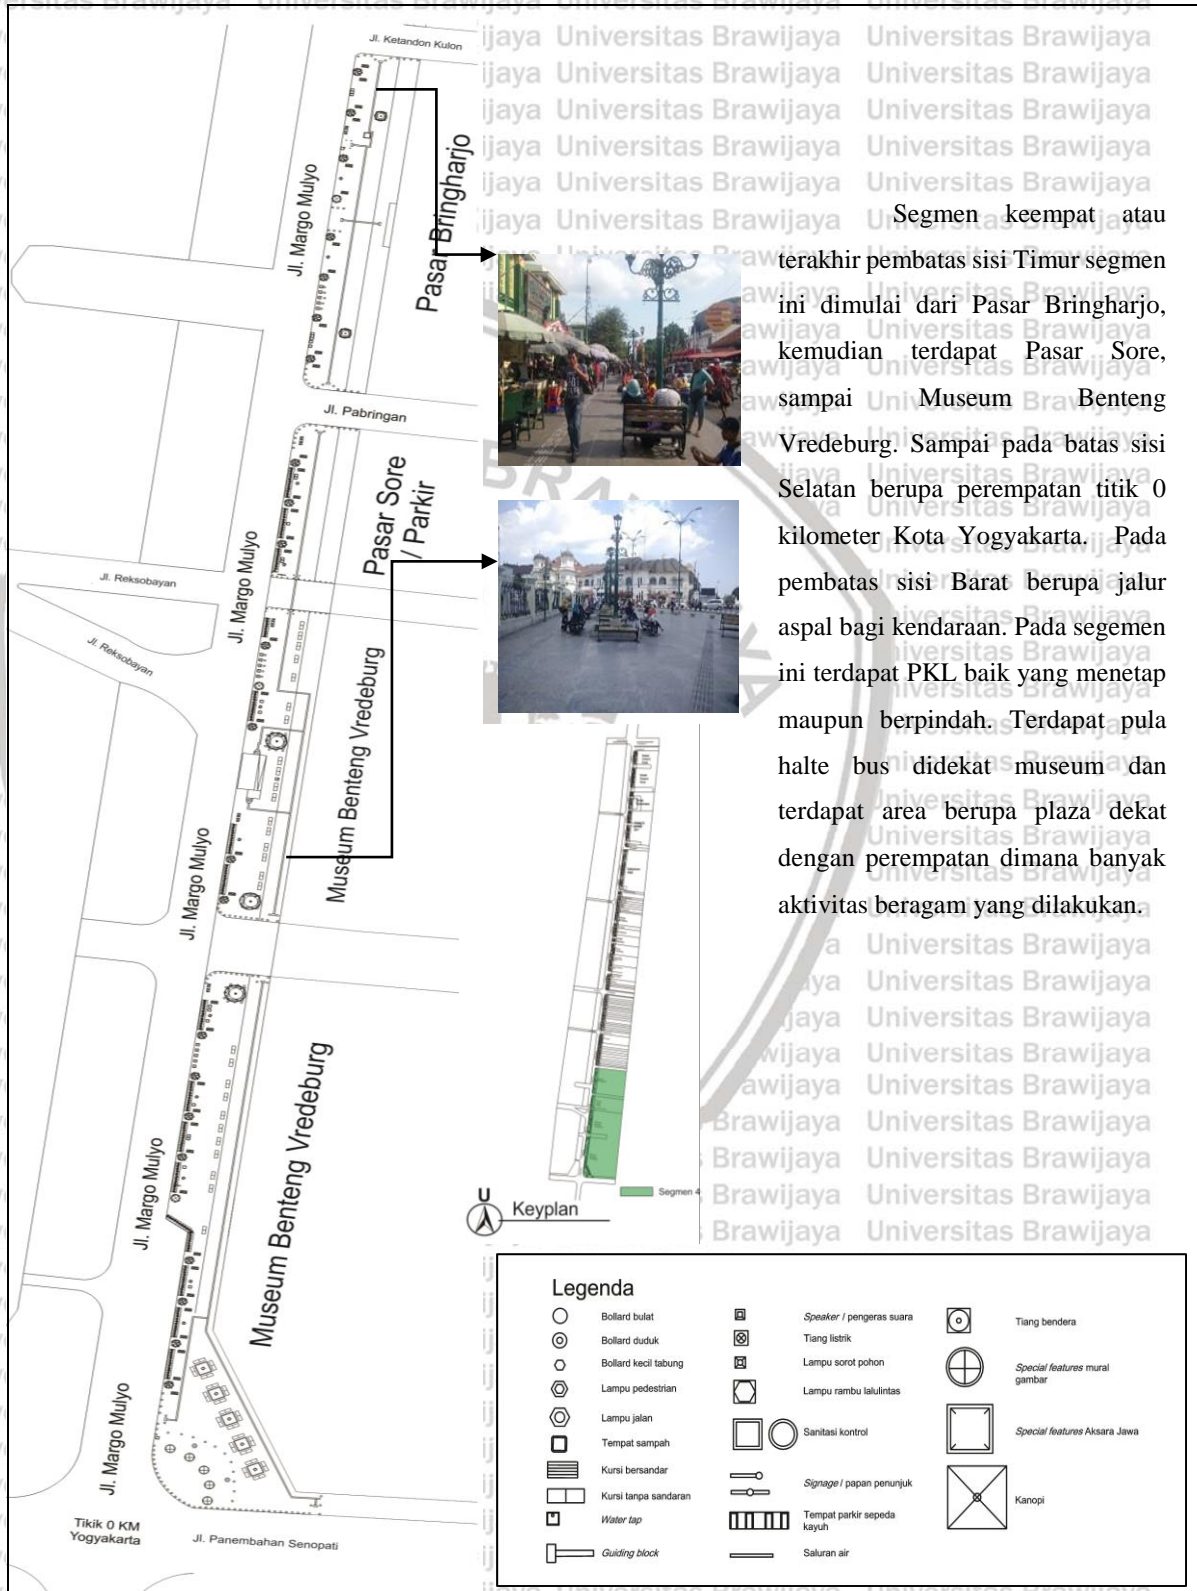 Jl. Ketandon Kulon
Jl. Margo Mulyo
Pasar Bringharjo
Jl. Pabringan
Pasar Sore
/ Parkir
Jl. Margo Mulyo
Jl. Reksobayan
Jl. Reksobayan
Museum Benteng Vredeburg
Jl. Margo Mulyo
Museum Benteng Vredeburg
Jl. Margo Mulyo
Jl. Margo Mulyo
Tikik 0 KM
Yogyakarta
Jl. Panembahan Senopati
Segmen keempat atau
terakhir pembatas sisi Timur segmen
ini dimulai dari Pasar Bringharjo,
kemudian terdapat Pasar Sore,
sampai Museum Benteng
Vredeburg. Sampai pada batas sisi
Selatan berupa perempatan titik 0
kilometer Kota Yogyakarta. Pada
pembatas sisi Barat berupa jalur
aspal bagi kendaraan. Pada segemen
ini terdapat PKL baik yang menetap
maupun berpindah. Terdapat pula
halte bus didekat museum dan
terdapat area berupa plaza dekat
dengan perempatan dimana banyak
aktivitas beragam yang dilakukan.
Segmen 4
U
Keyplan
Legenda
Bollard bulat
Bollard duduk
Bollard kecil tabung
Lampu pedestrian
Lampu jalan
Tempat sampah
Kursi bersandar
Kursi tanpa sandaran
Water tap
Guiding block
Speaker / pengeras suara
Tiang listrik
Lampu sorot pohon
Lampu rambu lalulintas
Sanitasi kontrol
Signage / papan penunjuk
Tempat parkir sepeda
kayuh
Saluran air
Tiang bendera
Special features mural
gambar
Special features Aksara Jawa
Kanopi
Universitas Brawijaya